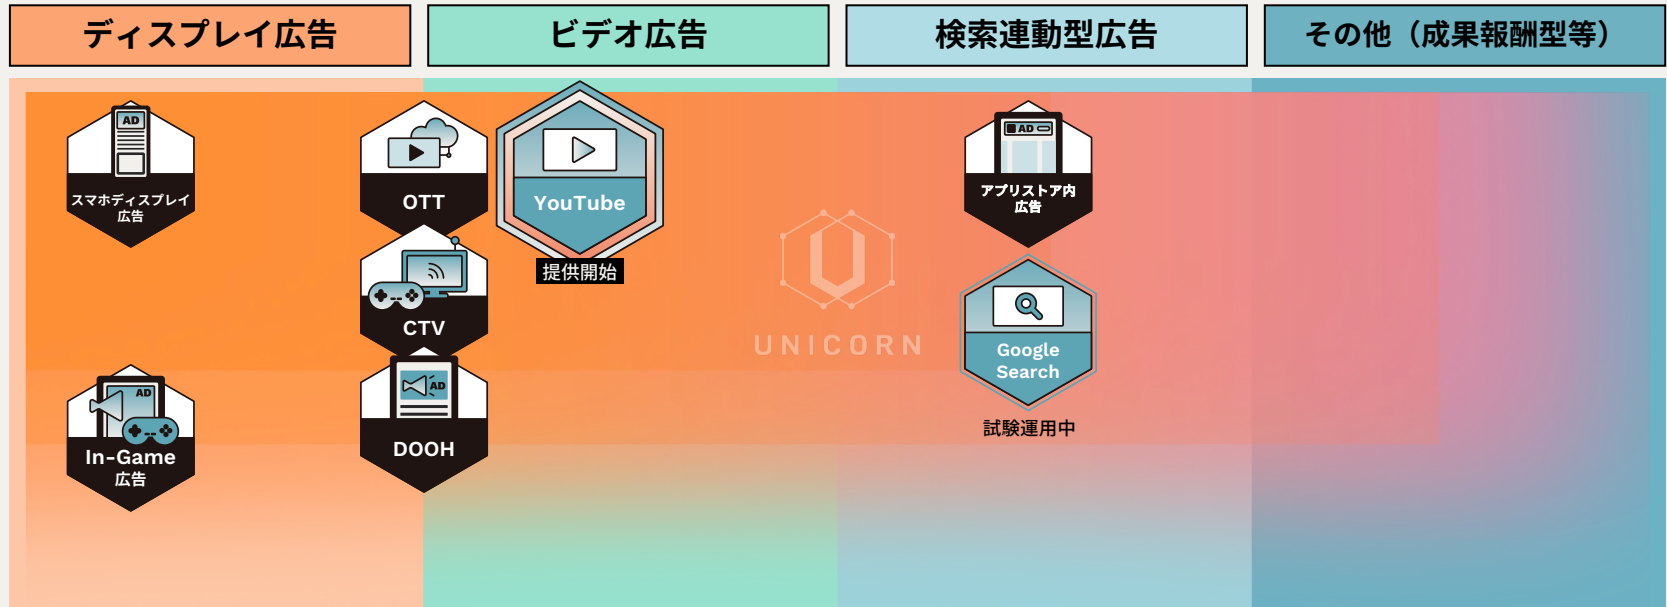 ディスプレイ広告
ビデオ広告
検索連動型広告
その他（成果報酬型等）
AD
スマホディスプレイ
広告
OTT
YouTube
提供開始
AD
アプリストア内
広告
CTV
UNICORN
Google
Search
試験運用中
AD
In-Game
広告
AD
DOOH